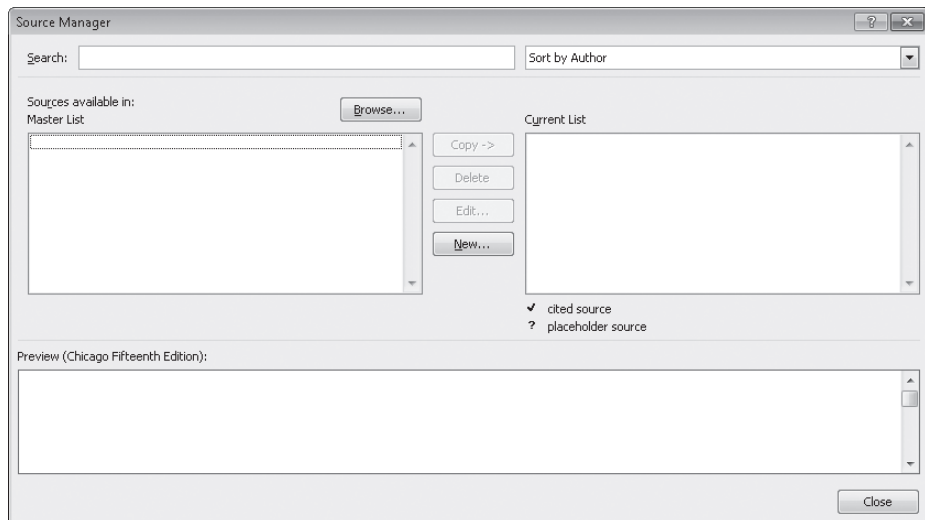 Source Manager
Search:
Sort by Author
Sources available in:
Master List
Browse...
Current List
Copy ->
Delete
Edit...
New...
cited source
? placeholder source
Preview (Chicago Fifteenth Edition):
Close